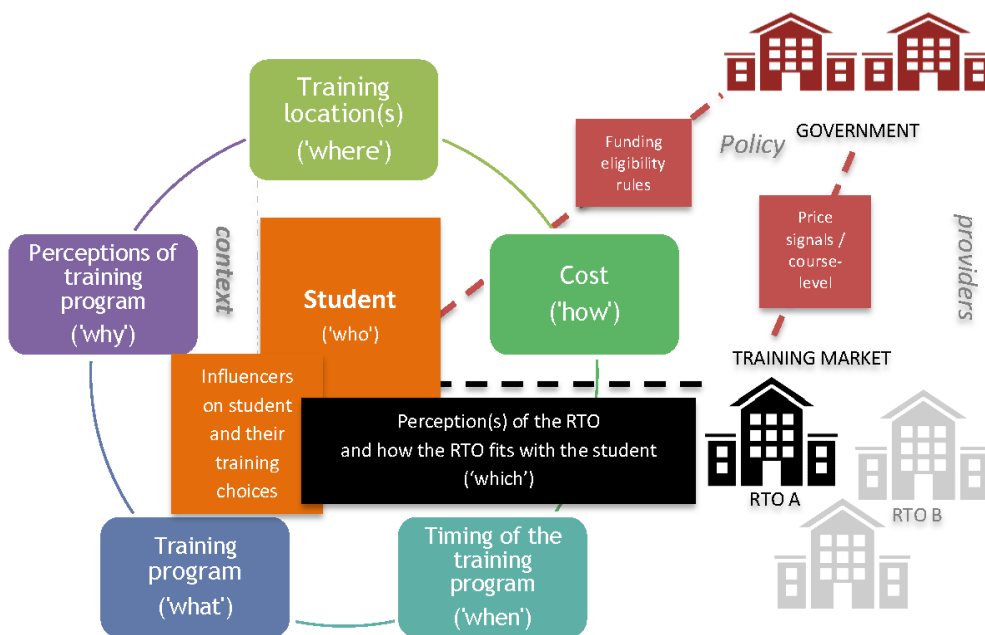 Training
location(s)
('where')
Funding
eligibility
rules
Policy
GOVERNMENT
Price
signals /
course-
level
providers
Perceptions of
training
program
('why')
context
Student
('who')
Cost
('how')
TRAINING MARKET
Influencers
on student
and their
training
choices
Perception(s) of the RTO
and how the RTO fits with the student
(‘which’)
RTO A
RTO B
Training
program
('what')
Timing of the
training
program
('when')